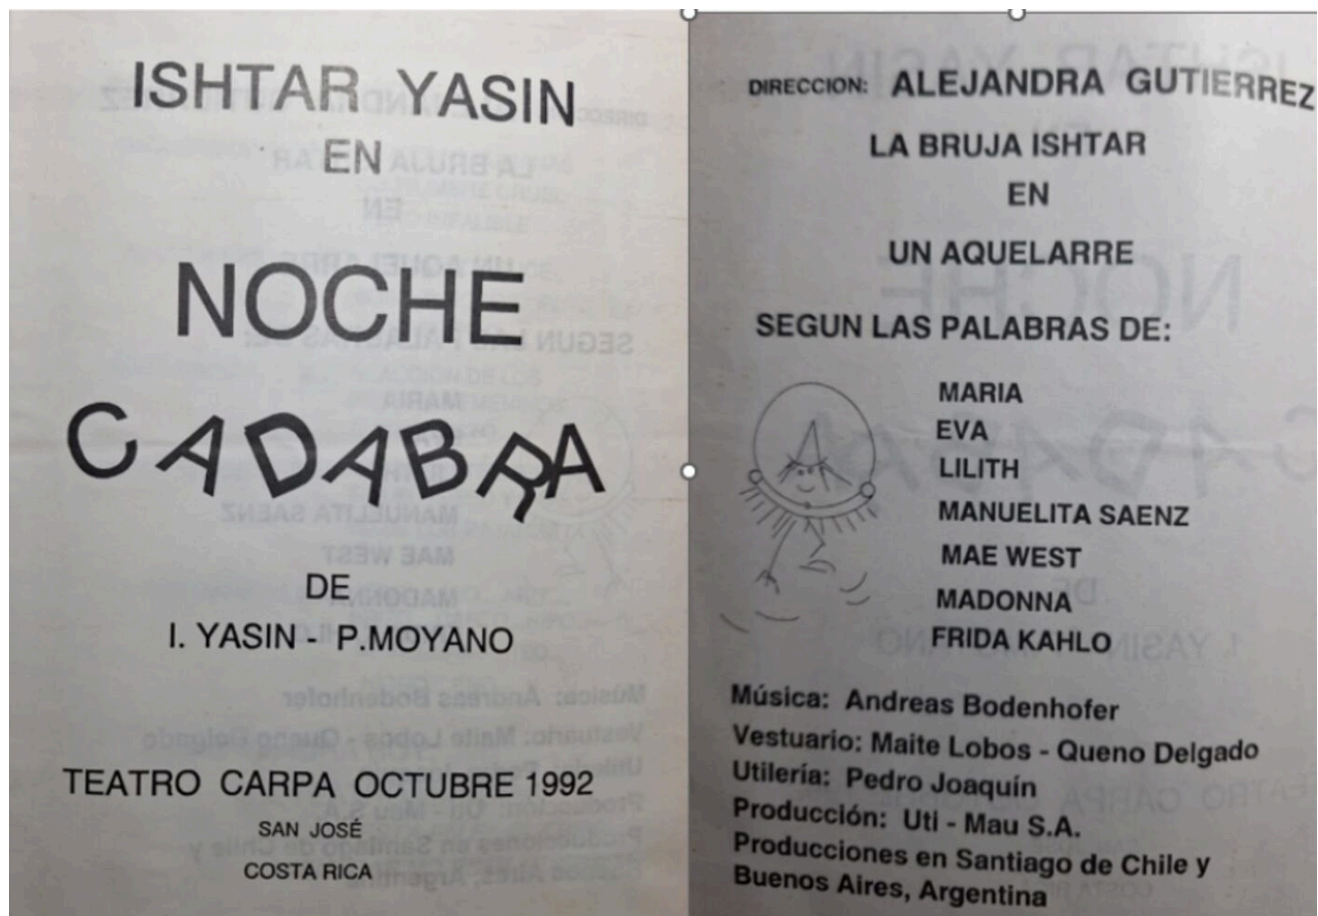 ISHTAR YASIN
EN
NOCHE
CADABRA
DE
I. YASIN - P.MOYANO
TEATRO CARPA OCTUBRE 1992
SAN JOSÉ
COSTA RICA
DIRECCION: ALEJANDRA GUTIERREZ
LA BRUJA ISHTAR
EN
UN AQUELARRE
SEGUN LAS PALABRAS DE:
MARIA
EVA
LILITH
MANUELITA SAENZ
MAE WEST
MADONNA
FRIDA KAHLO
Música: Andreas Bodenhofer
Vestuario: Maite Lobos - Queno Delgado
Utilería: Pedro Joaquín
Producción: Uti - Mau S.A.
Producciones en Santiago de Chile y
Buenos Aires, Argentina